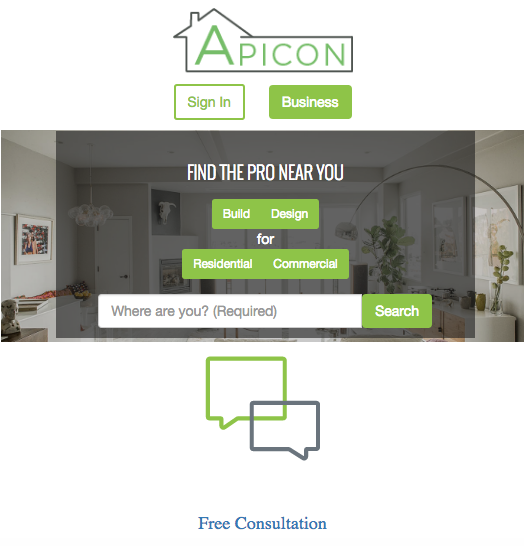 APICON
Sign In Business
FIND THE PRO NEAR YOU
Build Design
for
Residential Commercial
Where are you? (Required) Search
Free Consultation